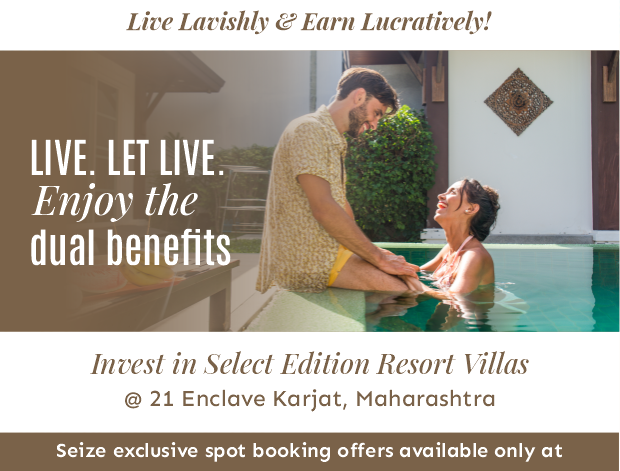 Live Lavishly & Earn Lucratively!
LIVE. LET LIVE.
Enjoy the
dual benefits
Invest in Select Edition Resort Villas
@ 21 Enclave Karjat, Maharashtra
Seize exclusive spot booking offers available only at